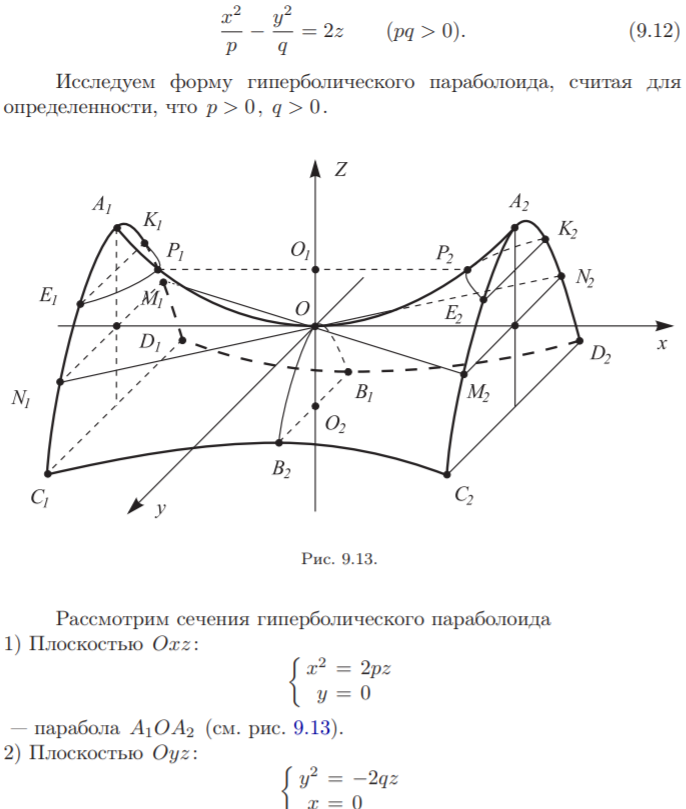 x²/p − y²/q = 2z (pq > 0). (9.12)
Исследуем форму гиперболического параболоида, считая для
определенности, что p > 0, q > 0.
Z
A₁
K₁
A₂
K₂
P₁
O₁
P₂
N₂
E₁
M₁
O
E₂
D₁
x
D₂
N₁
B₁
M₂
O₂
B₂
C₁
y
C₂
Рис. 9.13.
Рассмотрим сечения гиперболического параболоида
1) Плоскостью Oxz:
{ x² = 2pz
y = 0
— парабола A₁OA₂ (см. рис. 9.13).
2) Плоскостью Oyz:
{ y² = −2qz
x = 0